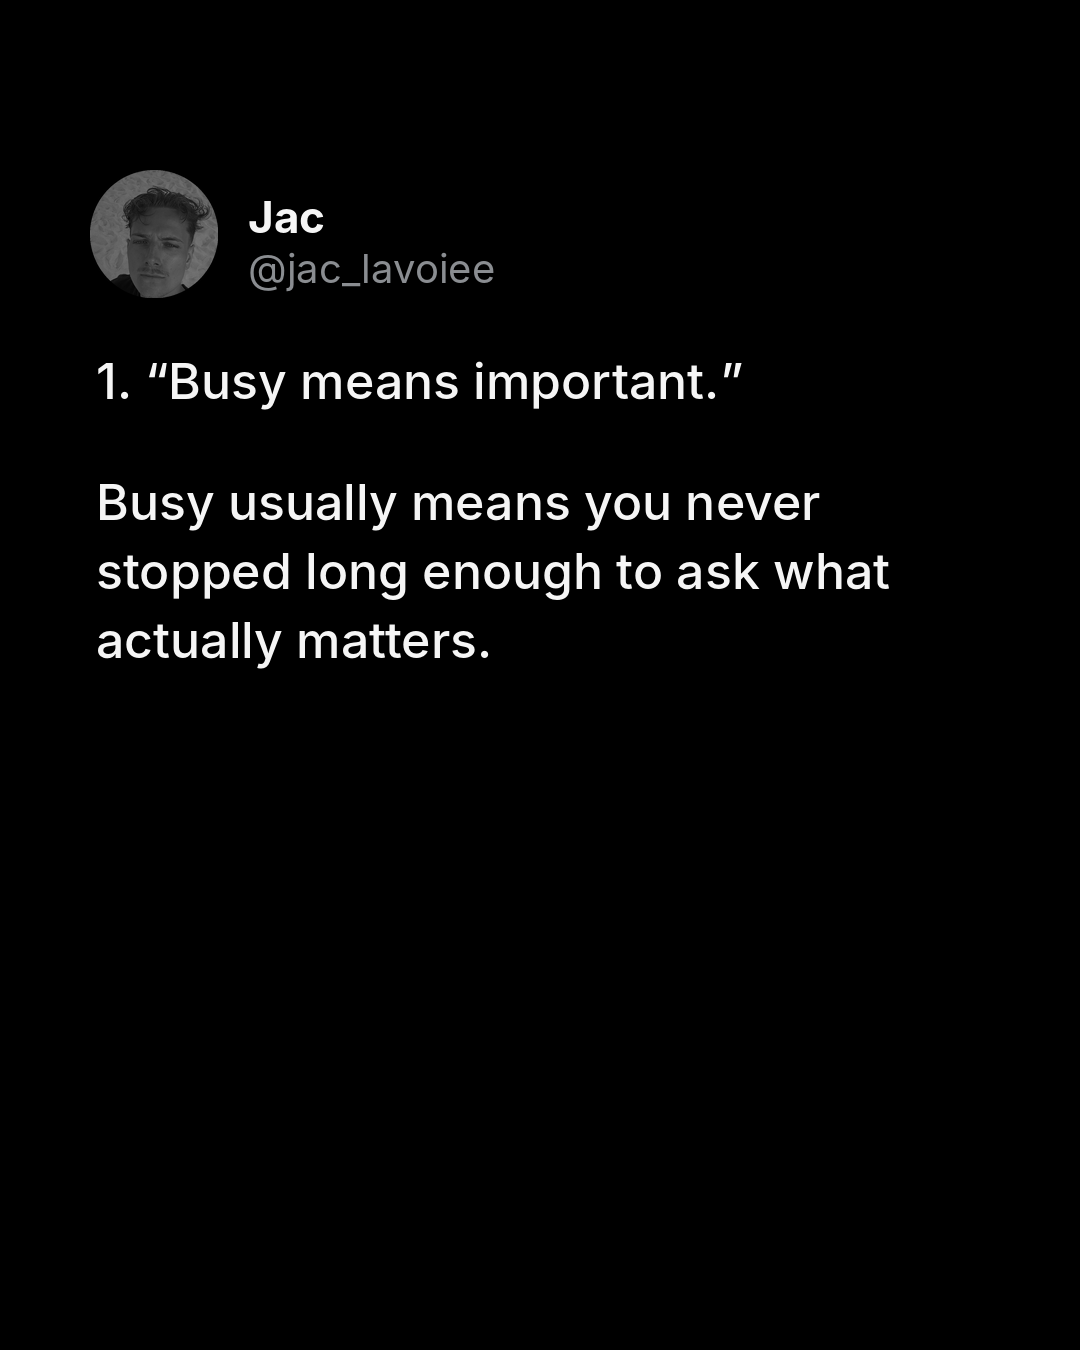 Jac
@jac_lavoiee
1. “Busy means important.”
Busy usually means you never
stopped long enough to ask what
actually matters.